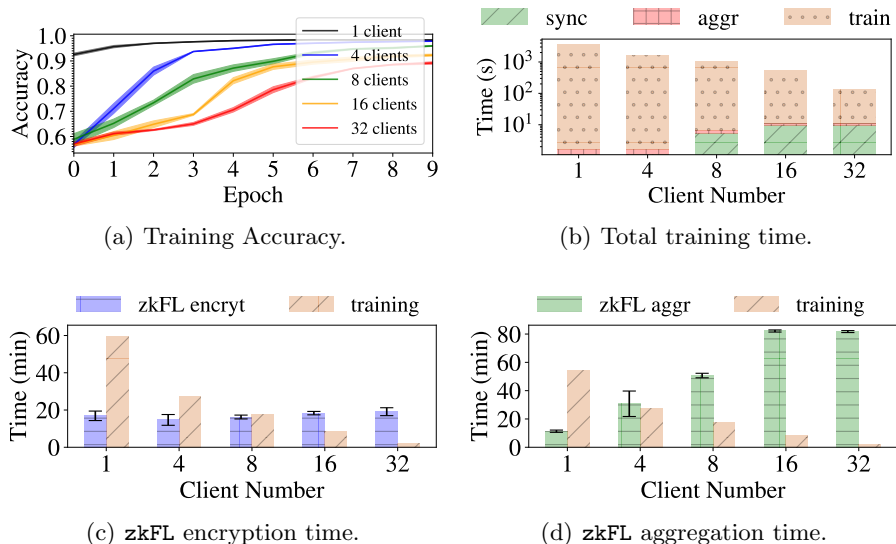 1 client
4 clients
8 clients
16 clients
32 clients
Accuracy
1.0
0.9
0.8
0.7
0.6
0 1 2 3 4 5 6 7 8 9
Epoch
(a) Training Accuracy.
sync aggr train
Time (s)
10³
10²
10¹
1 4 8 16 32
Client Number
(b) Total training time.
zkFL encryt training
Time (min)
60
40
20
0
1 4 8 16 32
Client Number
(c) zkFL encryption time.
zkFL aggr training
Time (min)
80
60
40
20
0
1 4 8 16 32
Client Number
(d) zkFL aggregation time.